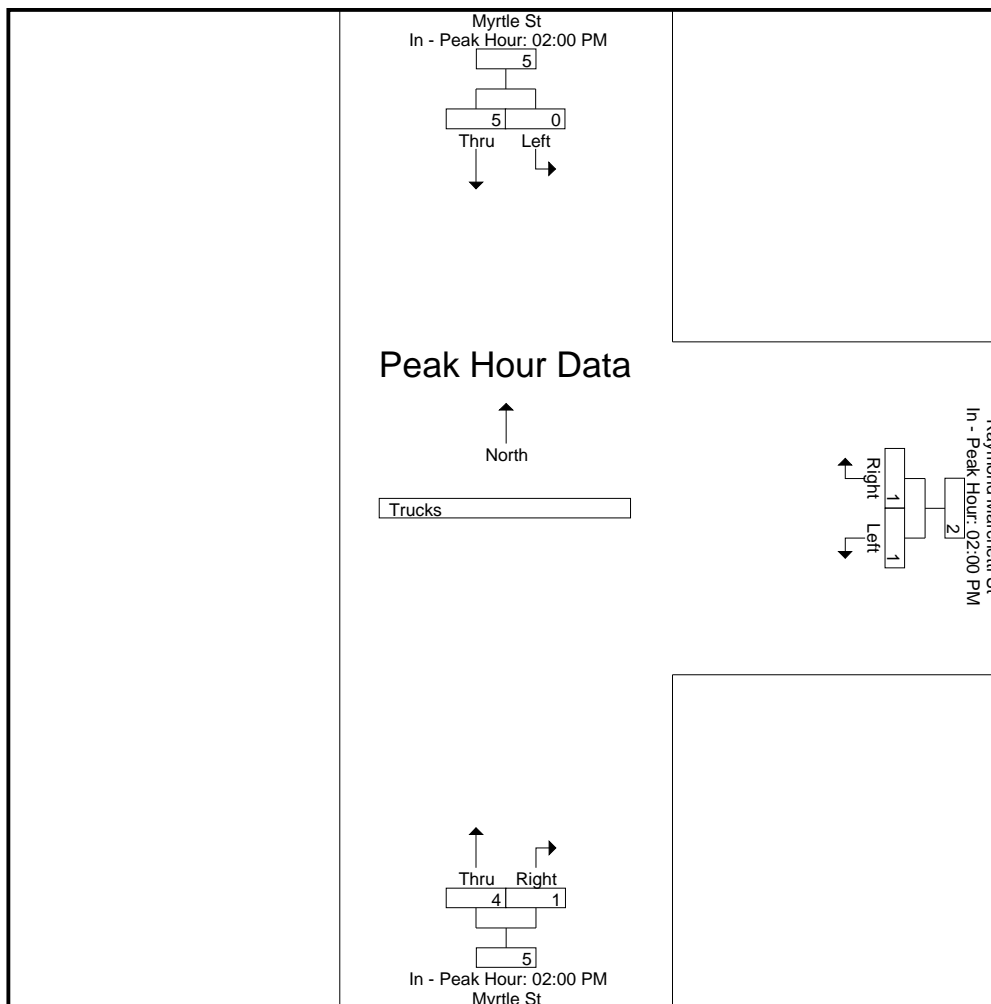 Myrtle St
In - Peak Hour: 02:00 PM
5
5 0
Thru Left
Peak Hour Data
North
Trucks
In - Peak Hour: 02:00 PM
2
1 1
Right Left
Thru Right
4 1
5
In - Peak Hour: 02:00 PM
Myrtle St